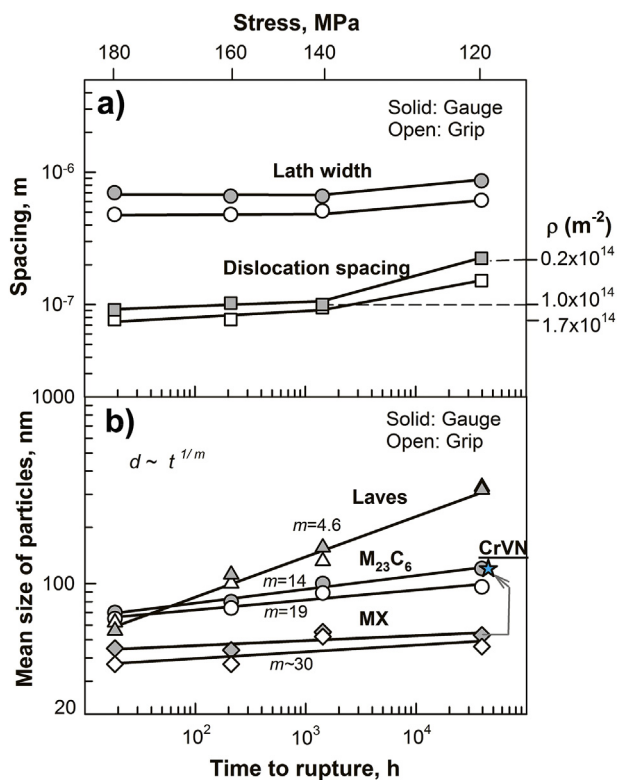 Stress, MPa
180 160 140 120
a)
Solid: Gauge
Open: Grip
Lath width
10-6
Spacing, m
ρ (m-2)
Dislocation spacing
0.2x1014
10-7
1.0x1014
1.7x1014
1000
b)
Solid: Gauge
Open: Grip
d ~ t 1/m
Laves
m=4.6
CrVN
M23C6
m=14
100
m=19
MX
m~30
Mean size of particles, nm
20
102 103 104
Time to rupture, h